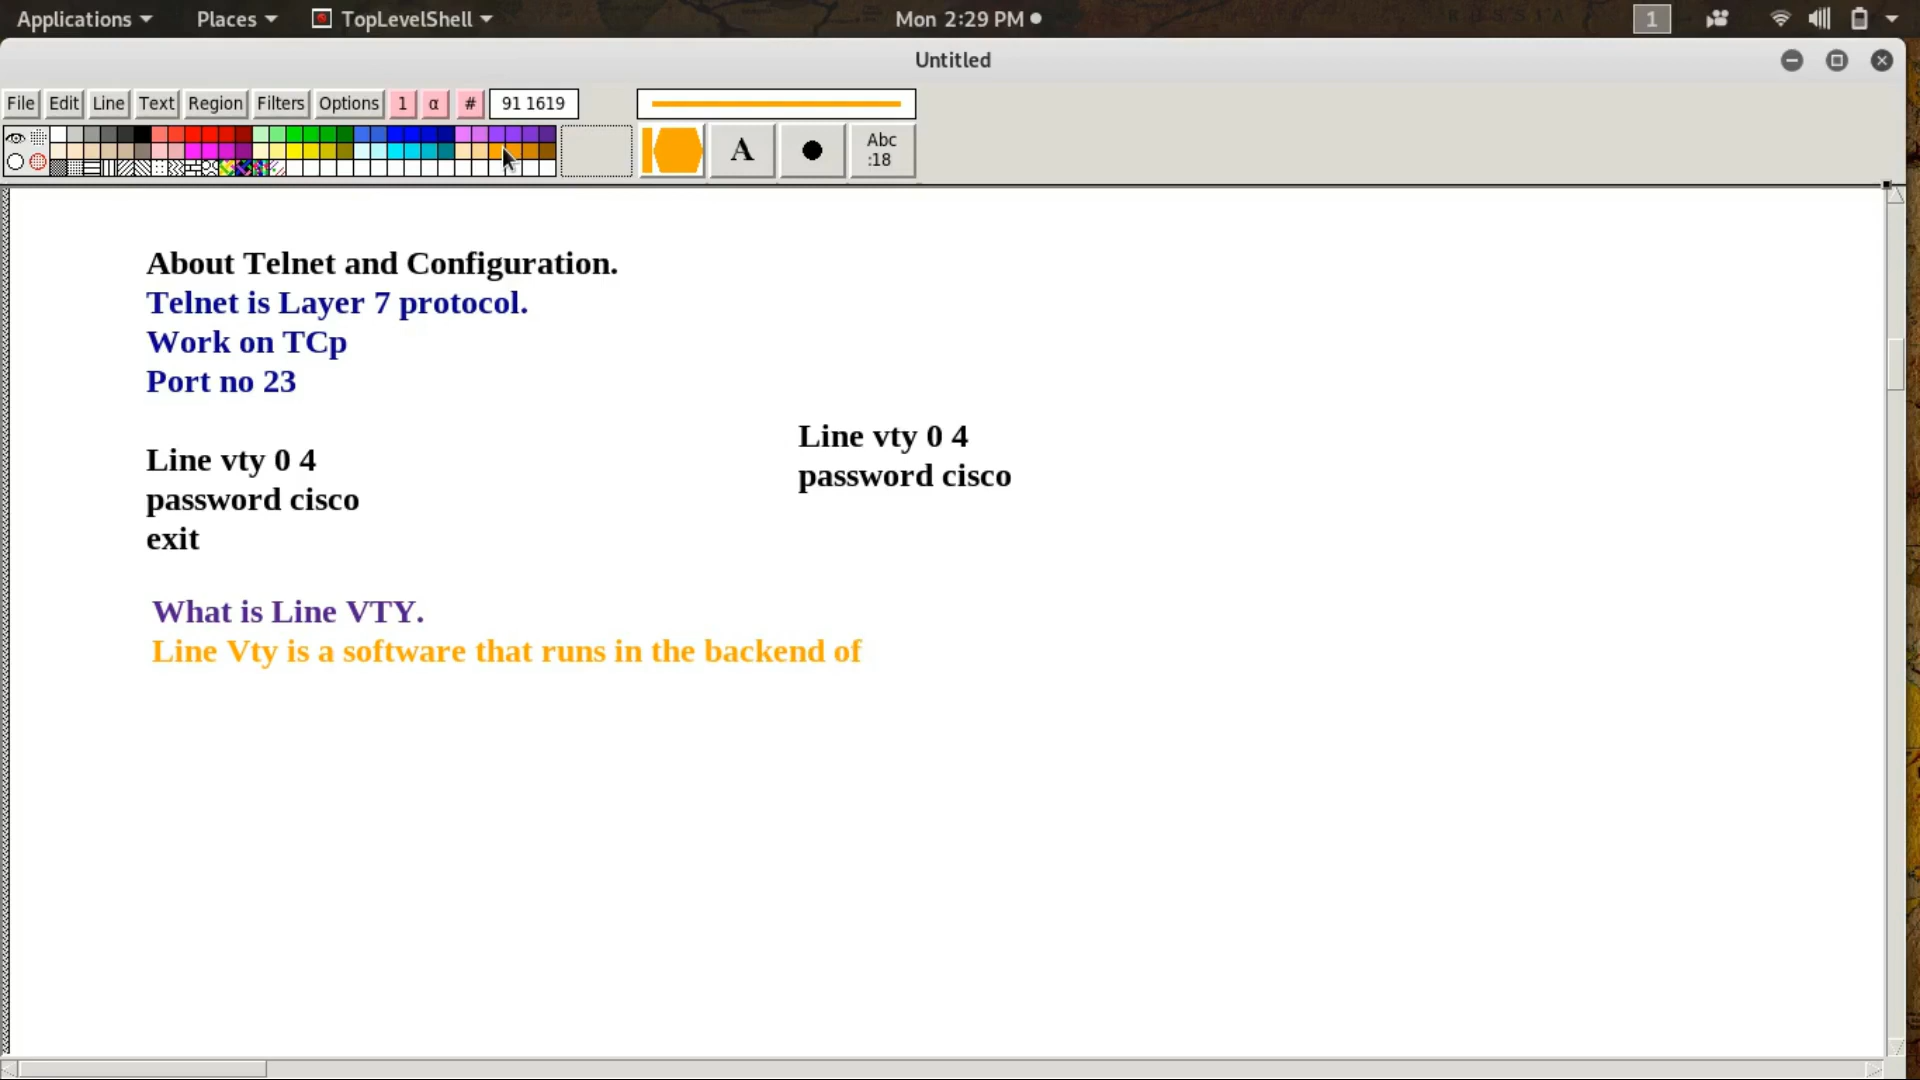 Applications Places TopLevelShell Mon 2:29 PM 1
Untitled
File Edit Line Text Region Filters Options 1 α # 91 1619
A Abc
:18
About Telnet and Configuration.
Telnet is Layer 7 protocol.
Work on TCp
Port no 23
Line vty 0 4
password cisco
exit
Line vty 0 4
password cisco
What is Line VTY.
Line Vty is a software that runs in the backend of